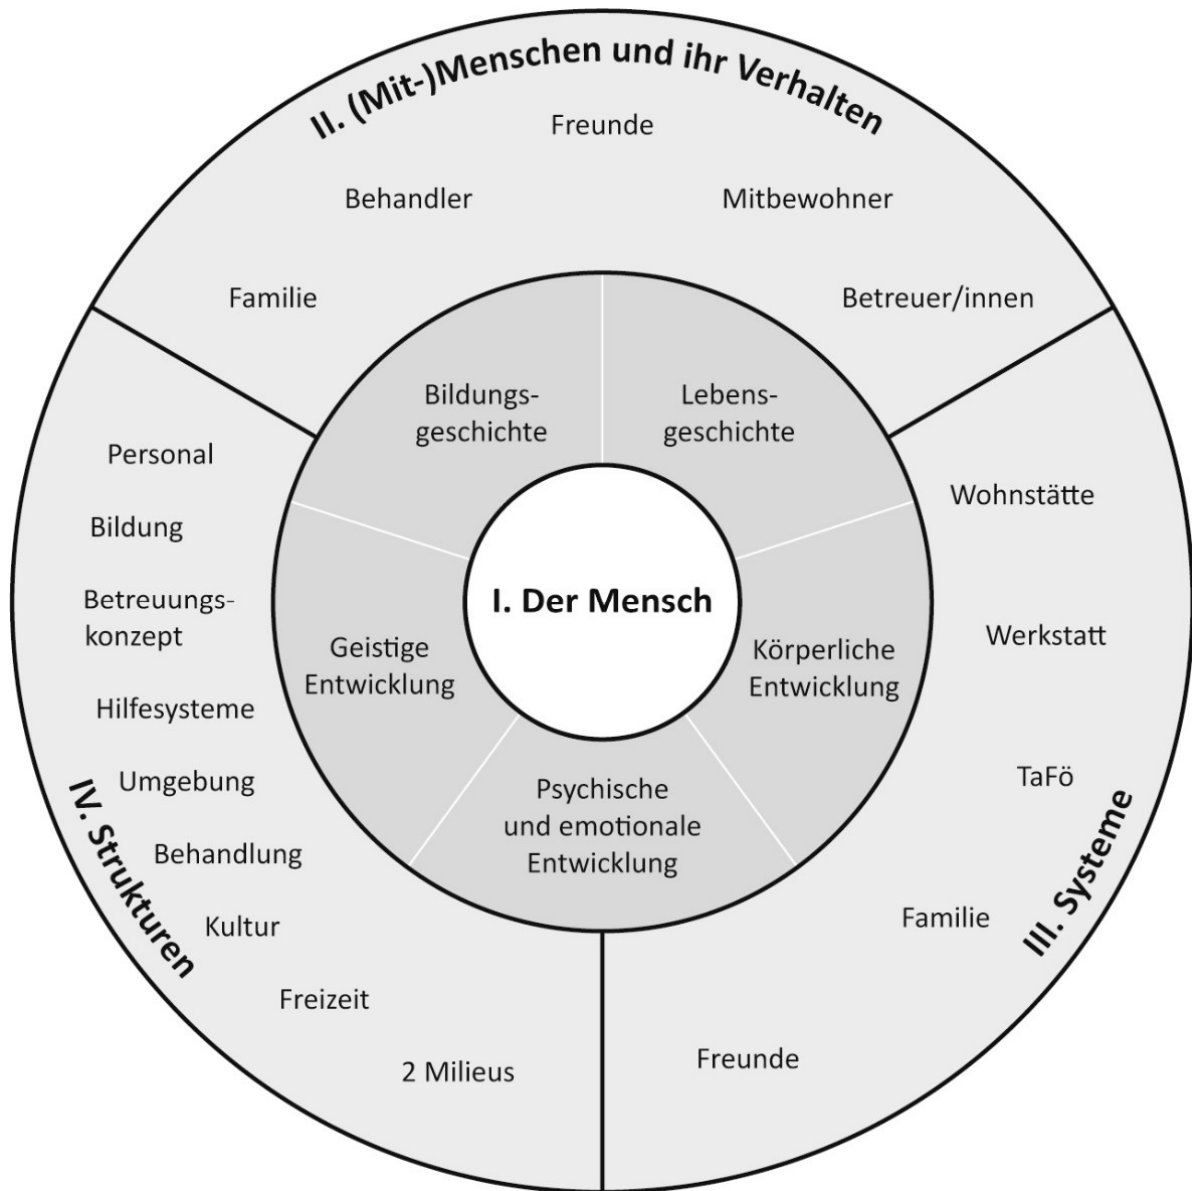 II. (Mit-)Menschen und ihr Verhalten
Freunde
Behandler
Mitbewohner
Familie
Betreuer/innen
Bildungs-
geschichte
Lebens-
geschichte
I. Der Mensch
Geistige
Entwicklung
Körperliche
Entwicklung
Psychische
und emotionale
Entwicklung
Wohnstätte
Werkstatt
TaFö
Familie
Freunde
III. Systeme
Personal
Bildung
Betreuungs-
konzept
Hilfesysteme
Umgebung
Behandlung
Kultur
Freizeit
2 Milieus
IV. Strukturen